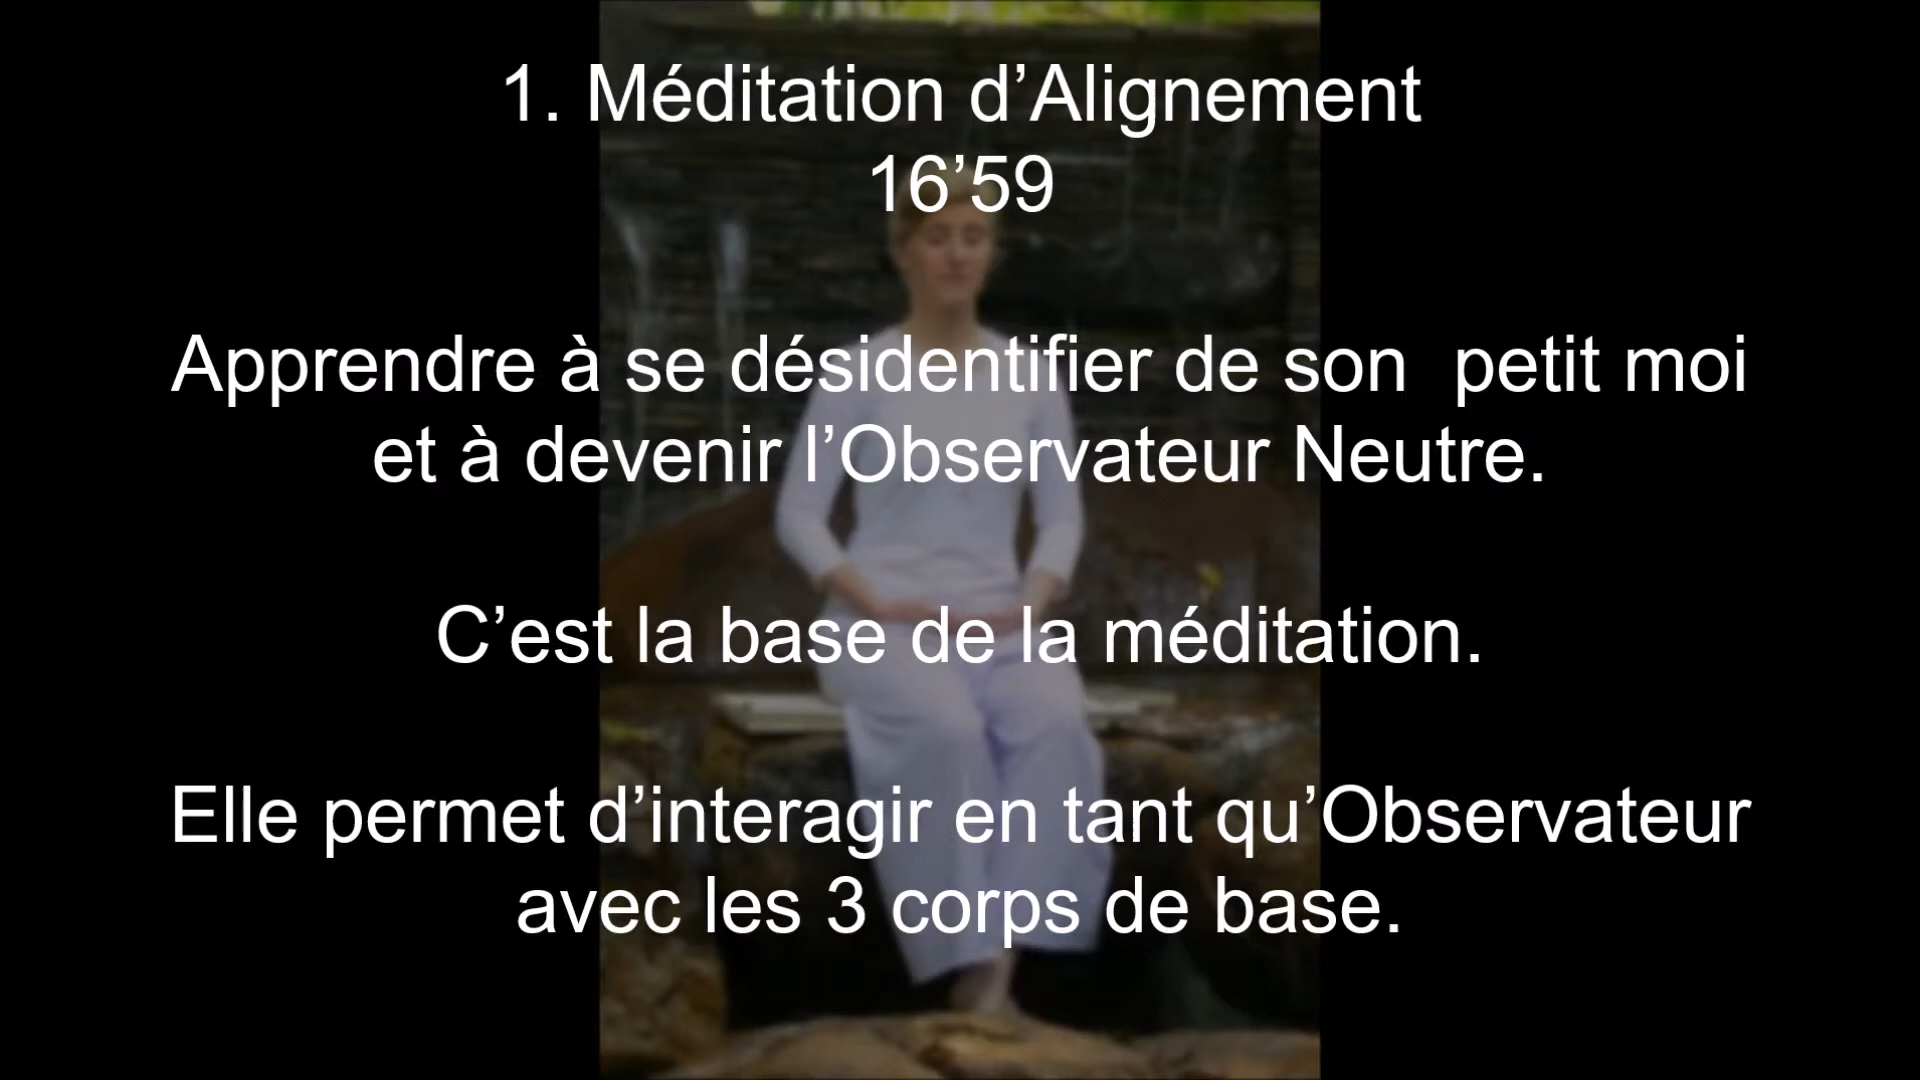 1. Méditation d’Alignement
16’59
Apprendre à se désidentifier de son  petit moi
et à devenir l’Observateur Neutre.
C’est la base de la méditation.
Elle permet d’interagir en tant qu’Observateur
avec les 3 corps de base.